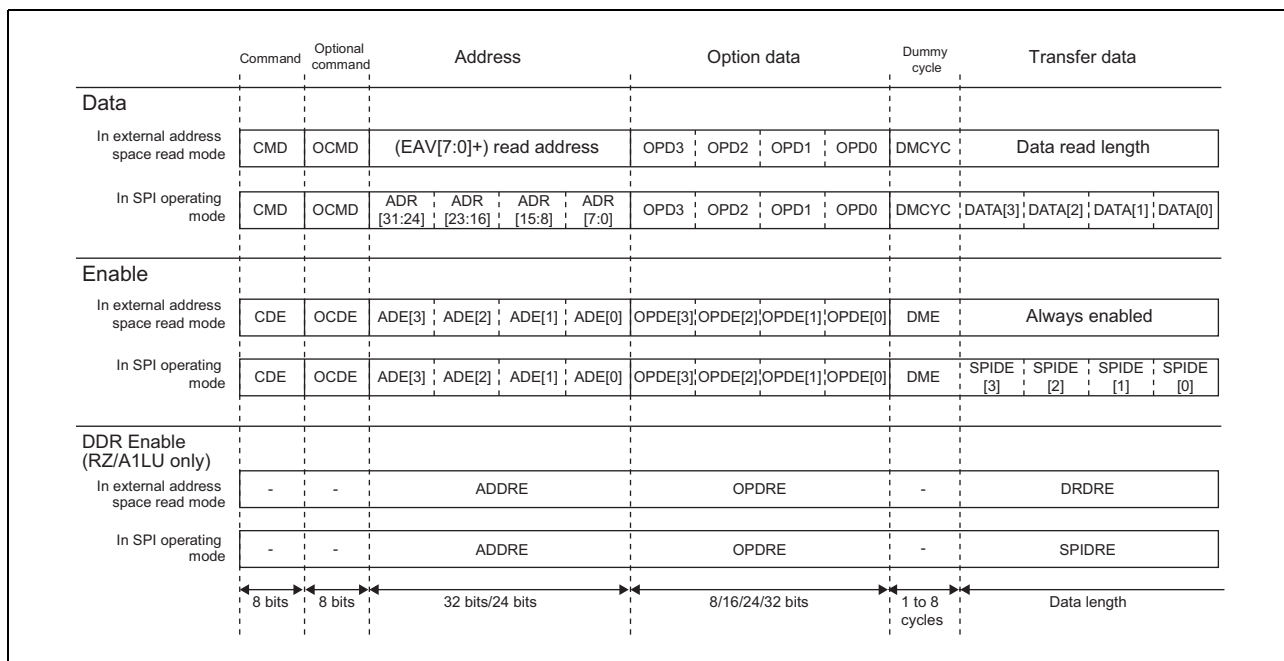 Command Optional command Address Option data Dummy cycle Transfer data
Data
In external address space read mode CMD OCMD (EAV[7:0]+) read address OPD3 OPD2 OPD1 OPD0 DMCYC Data read length
In SPI operating mode CMD OCMD ADR [31:24] ADR [23:16] ADR [15:8] ADR [7:0] OPD3 OPD2 OPD1 OPD0 DMCYC DATA[3] DATA[2] DATA[1] DATA[0]
Enable
In external address space read mode CDE OCDE ADE[3] ADE[2] ADE[1] ADE[0] OPDE[3] OPDE[2] OPDE[1] OPDE[0] DME Always enabled
In SPI operating mode CDE OCDE ADE[3] ADE[2] ADE[1] ADE[0] OPDE[3] OPDE[2] OPDE[1] OPDE[0] DME SPIDE [3] SPIDE [2] SPIDE [1] SPIDE [0]
DDR Enable
(RZ/A1LU only)
In external address space read mode - - ADDRE OPDRE - DRDRE
In SPI operating mode - - ADDRE OPDRE - SPIDRE
8 bits 8 bits 32 bits/24 bits 8/16/24/32 bits 1 to 8 cycles Data length